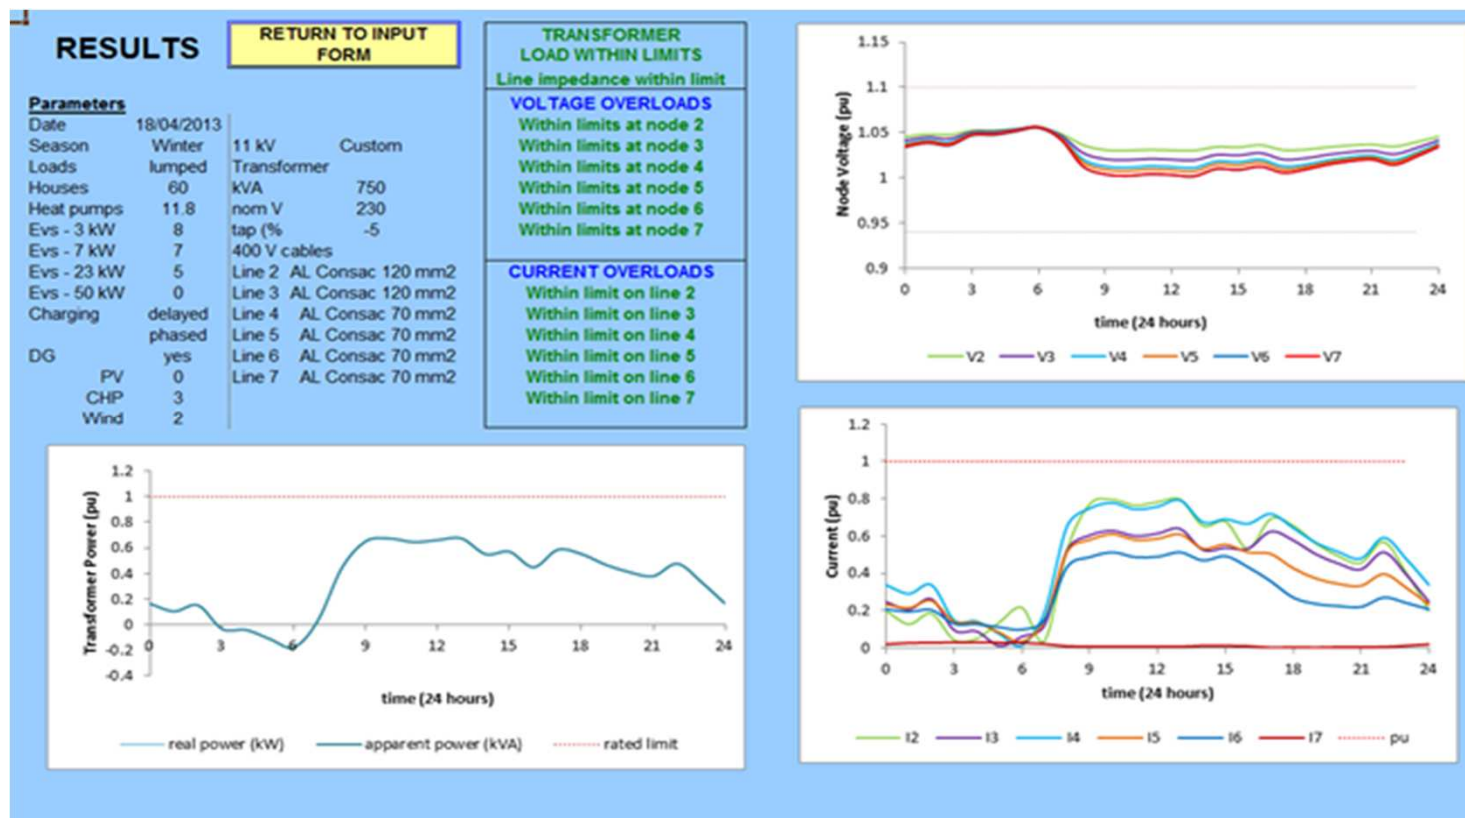 RESULTS
RETURN TO INPUT
FORM
Parameters
Date 18/04/2013
Season Winter 11 kV Custom
Loads lumped Transformer
Houses 60 kVA 750
Heat pumps 11.8 nom V 230
Evs - 3 kW 8 tap (% -5
Evs - 7 kW 7 400 V cables
Evs - 23 kW 5 Line 2 AL Consac 120 mm2
Evs - 50 kW 0 Line 3 AL Consac 120 mm2
Charging delayed Line 4 AL Consac 70 mm2
phased Line 5 AL Consac 70 mm2
DG yes Line 6 AL Consac 70 mm2
PV 0 Line 7 AL Consac 70 mm2
CHP 3
Wind 2
TRANSFORMER
LOAD WITHIN LIMITS
Line impedance within limit
VOLTAGE OVERLOADS
Within limits at node 2
Within limits at node 3
Within limits at node 4
Within limits at node 5
Within limits at node 6
Within limits at node 7
CURRENT OVERLOADS
Within limit on line 2
Within limit on line 3
Within limit on line 4
Within limit on line 5
Within limit on line 6
Within limit on line 7
Node Voltage (pu)
1.15
1.1
1.05
1
0.95
0.9
0 3 6 9 12 15 18 21 24
time (24 hours)
V2 V3 V4 V5 V6 V7
Transformer Power (pu)
1.2
1
0.8
0.6
0.4
0.2
0
-0.2
-0.4
0 3 6 9 12 15 18 21 24
time (24 hours)
real power (kW) apparent power (kVA) rated limit
Current (pu)
1.2
1
0.8
0.6
0.4
0.2
0
0 3 6 9 12 15 18 21 24
time (24 hours)
I2 I3 I4 I5 I6 I7 pu